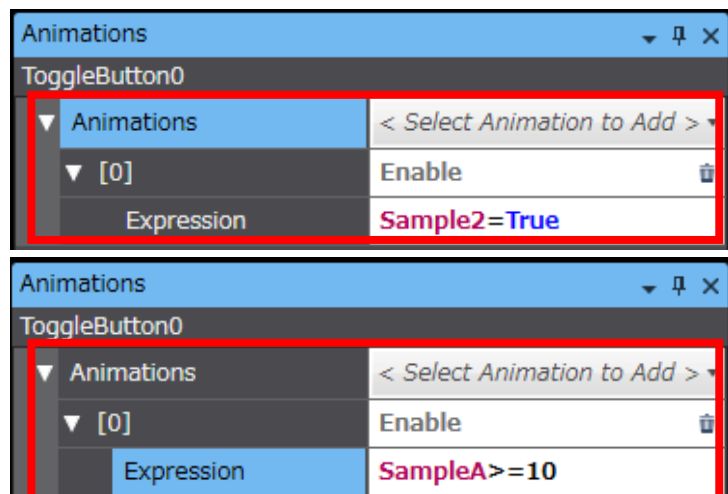 Animations
ToggleButton0
Animations < Select Animation to Add >
[0] Enable
Expression Sample2=True
Animations
ToggleButton0
Animations < Select Animation to Add >
[0] Enable
Expression SampleA>=10